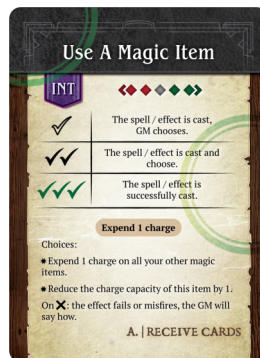 Use A Magic Item
INT
The spell / effect is cast,
GM chooses.
The spell / effect is cast and
choose.
The spell / effect is
successfully cast.
Expend 1 charge
Choices:
✷Expend 1 charge on all your other magic
items.
✷Reduce the charge capacity of this item by 1.
On ✕: the effect fails or misfires, the GM will
say how.
A. | RECEIVE CARDS